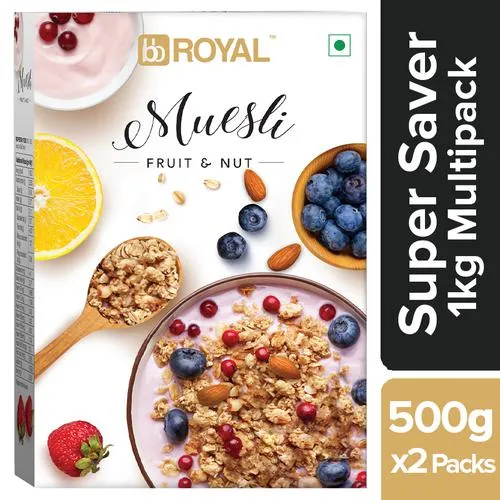 bb ROYAL™
Muesli
FRUIT & NUT
Super Saver
1kg Multipack
500g
x2 Packs